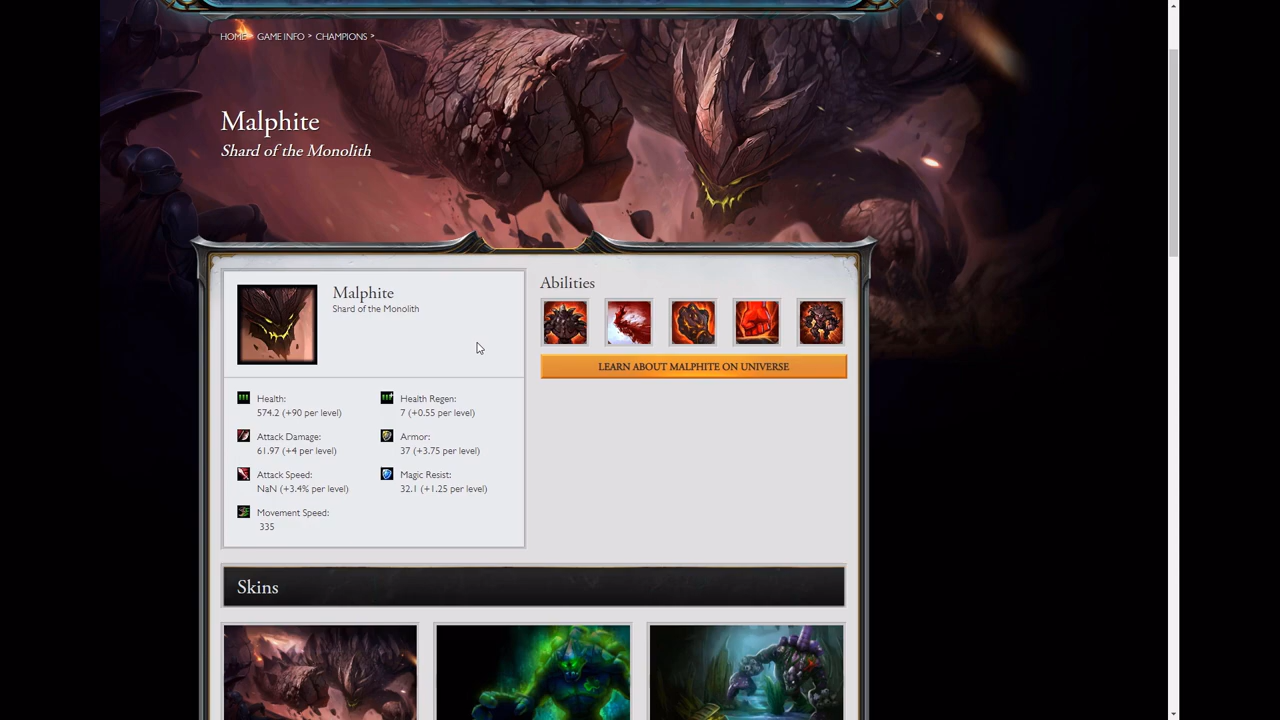 HOME GAME INFO > CHAMPIONS >
Malphite
Shard of the Monolith
Malphite
Shard of the Monolith
Health:
574.2 (+90 per level)
Health Regen:
7 (+0.55 per level)
Attack Damage:
61.97 (+4 per level)
Armor:
37 (+3.75 per level)
Attack Speed:
NaN (+3.4% per level)
Magic Resist:
32.1 (+1.25 per level)
Movement Speed:
335
Abilities
LEARN ABOUT MALPHITE ON UNIVERSE
Skins